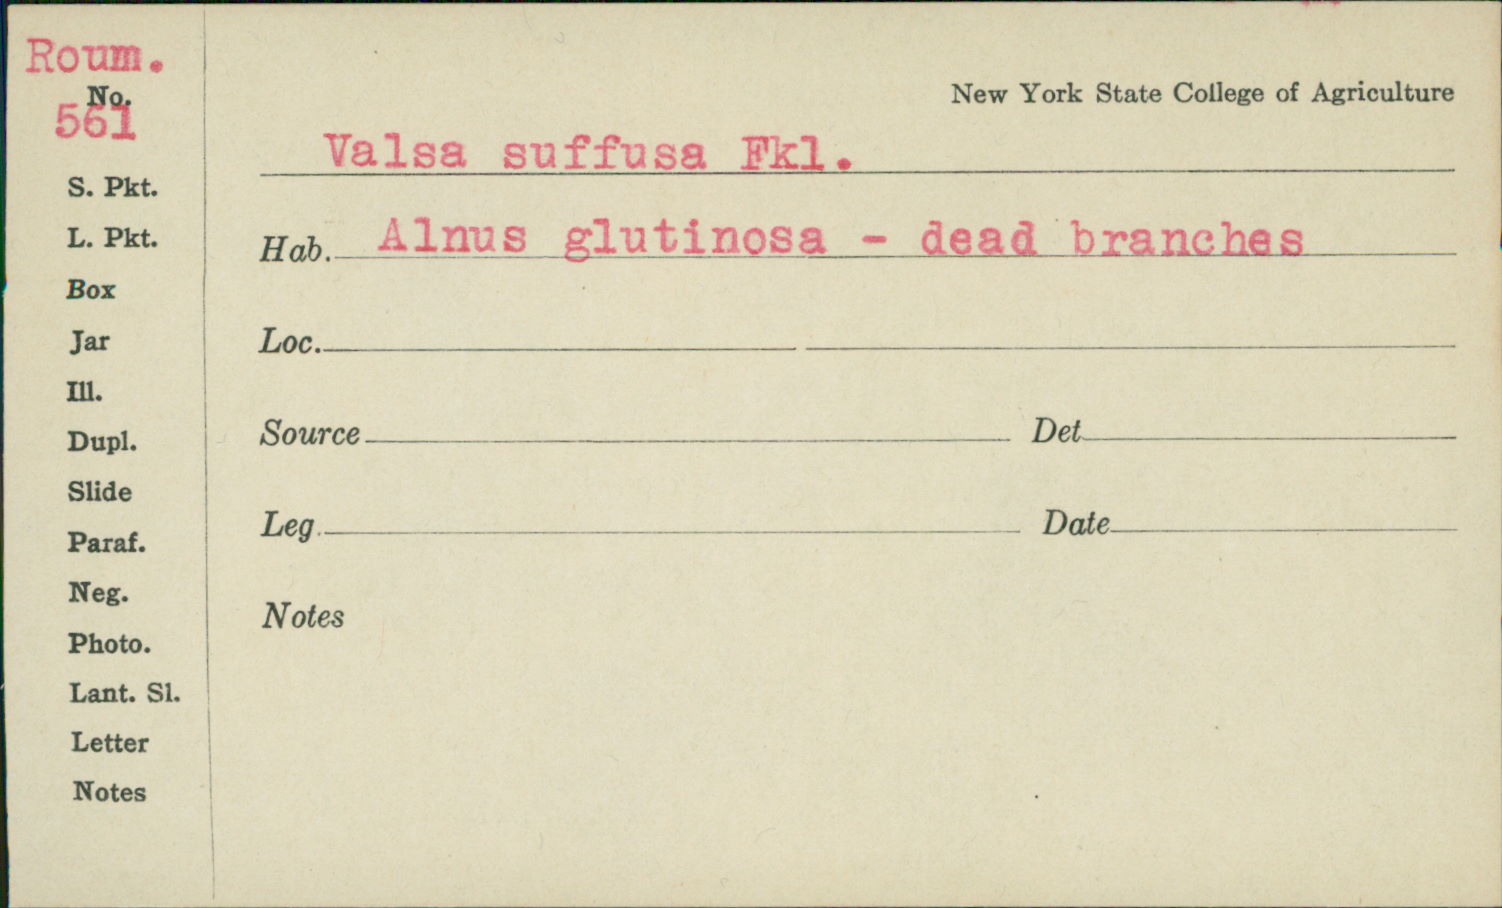 Roum.
No.
561
S. Pkt.
L. Pkt.
Box
Jar
Ill.
Dupl.
Slide
Paraf.
Neg.
Photo.
Lant. Sl.
Letter
Notes
New York State College of Agriculture
Valsa suffusa Fkl.
Hab. Alnus glutinosa - dead branches
Loc.
Source Det
Leg. Date
Notes